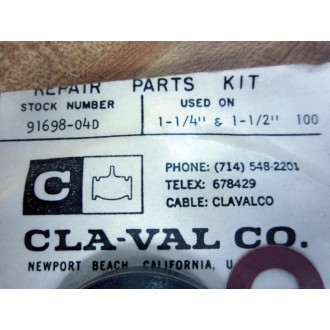 REPAIR PARTS KIT
STOCK NUMBER USED ON
91698-04D 1-1/4" & 1-1/2" 100
C
PHONE: (714) 548-2201
TELEX: 678429
CABLE: CLAVALCO
CLA-VAL CO.
NEWPORT BEACH, CALIFORNIA, U.